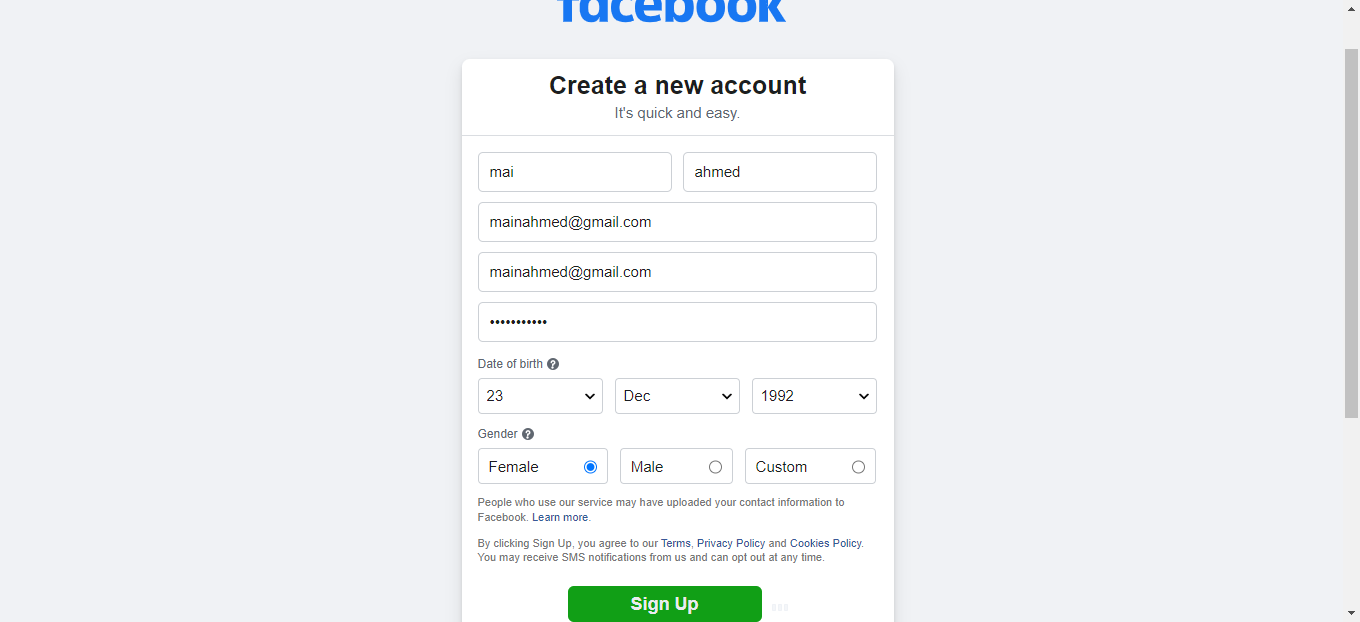 facebook
Create a new account
It's quick and easy.
mai ahmed
mainahmed@gmail.com
mainahmed@gmail.com
•••••••••••
Date of birth ?
23 Dec 1992
Gender ?
Female Male Custom
People who use our service may have uploaded your contact information to
Facebook. Learn more.
By clicking Sign Up, you agree to our Terms, Privacy Policy and Cookies Policy.
You may receive SMS notifications from us and can opt out at any time.
Sign Up